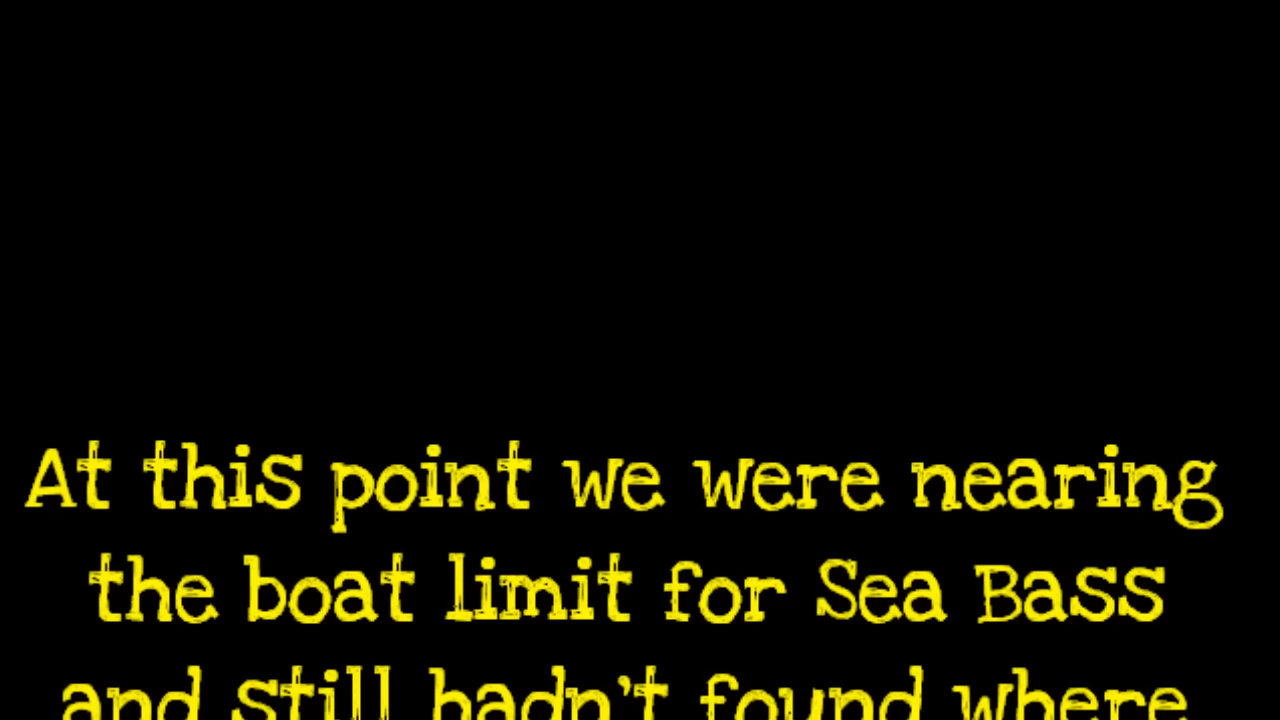 At this point we were nearing
the boat limit for Sea Bass
and still hadn't found where